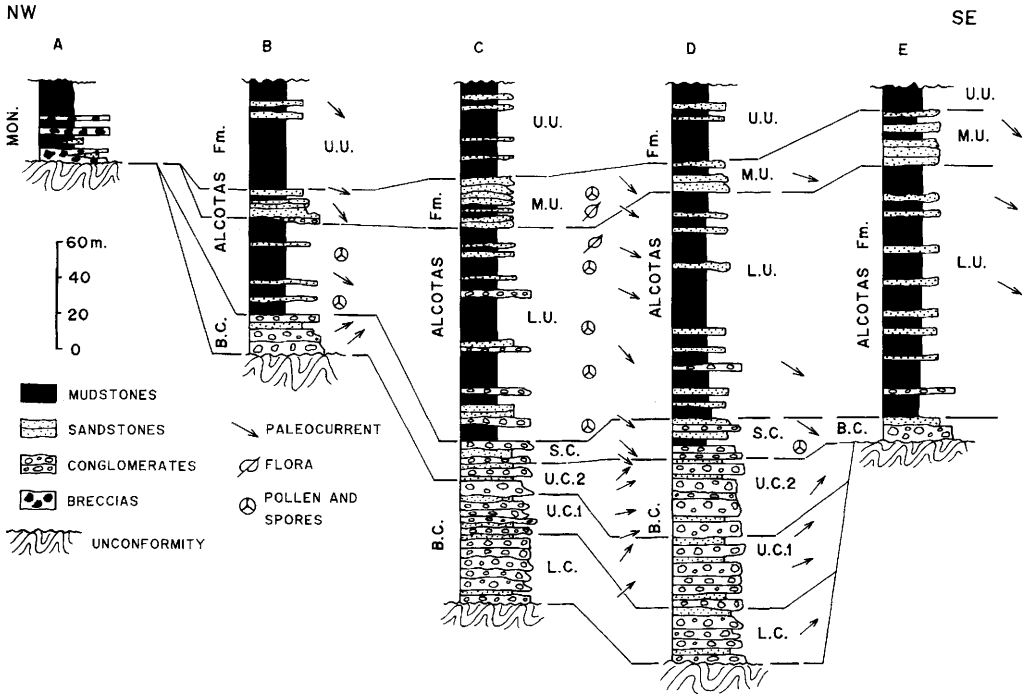 NW
SE
A
B
C
D
E
MON.
ALCOTAS Fm.
B.C.
U.U.
ALCOTAS Fm.
B.C.
U.U.
M.U.
L.U.
S.C.
U.C.2
U.C.1
L.C.
ALCOTAS Fm.
B.C.
U.U.
M.U.
L.U.
S.C.
U.C.2
U.C.1
L.C.
ALCOTAS Fm.
B.C.
U.U.
M.U.
L.U.
60 m.
40
20
0
MUDSTONES
SANDSTONES
CONGLOMERATES
BRECCIAS
UNCONFORMITY
PALEOCURRENT
FLORA
POLLEN AND
SPORES